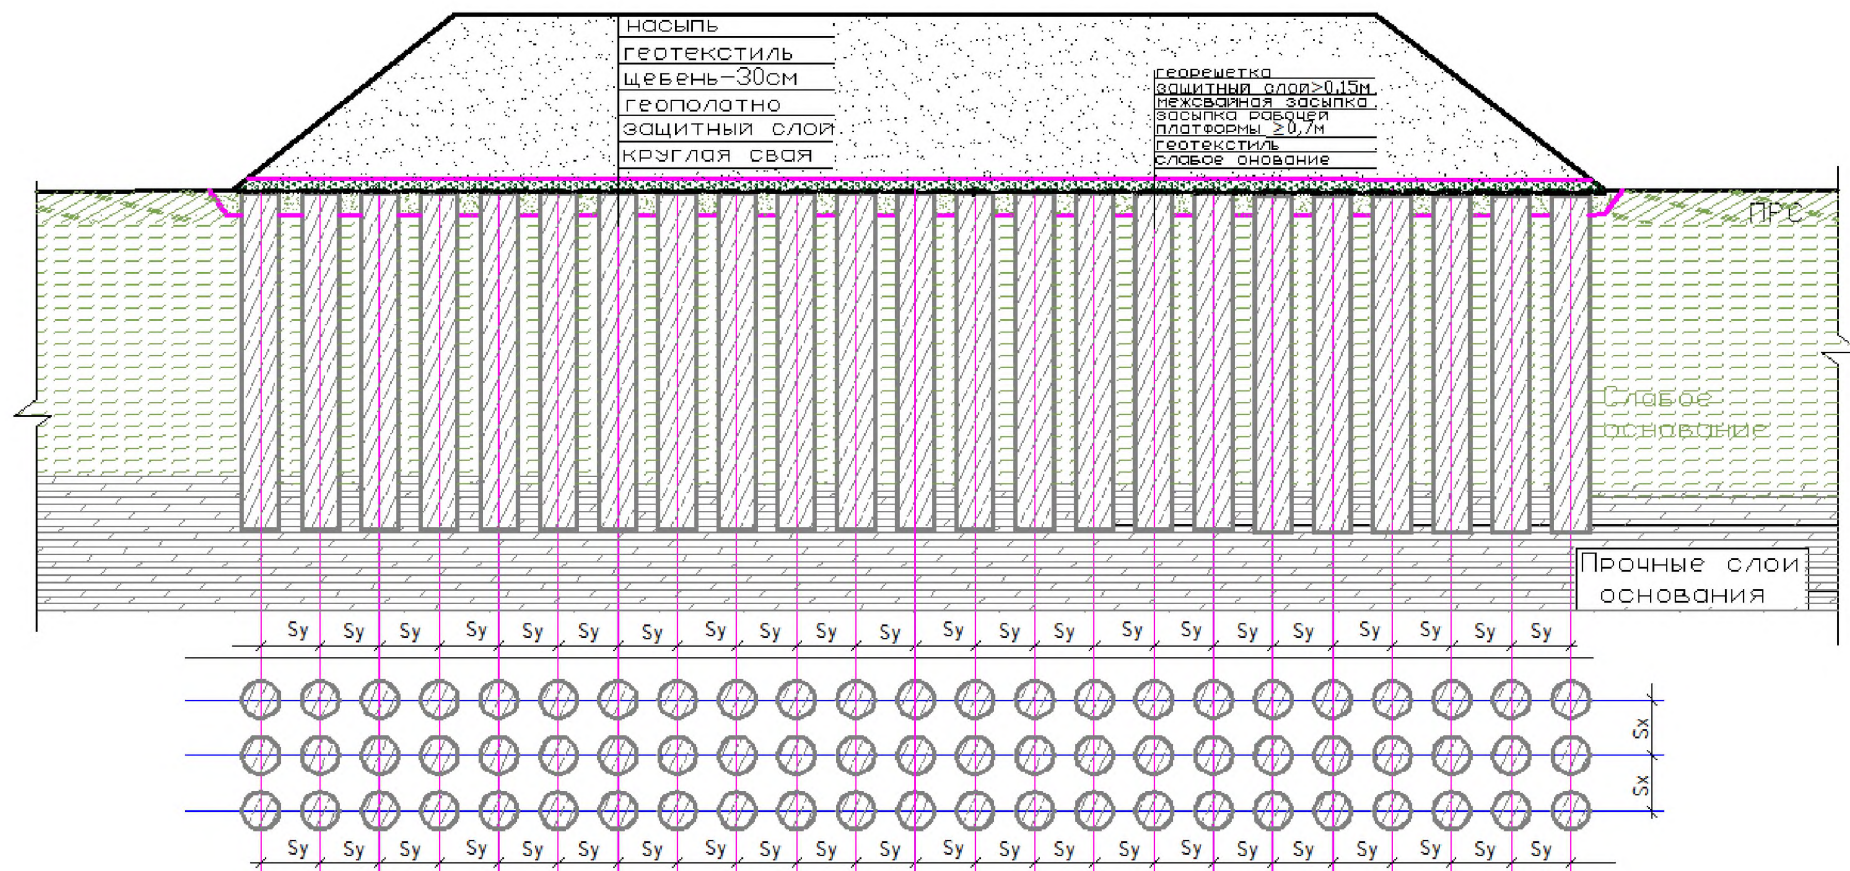 насыпь
геотекстиль
щебень-30см
геополотно
защитный слой
круглая свая
георешетка
защитный слой>0,15м
межсвайная засыпка
засыпка рабочей
платформы ≥0,7м
геотекстиль
слабое онование
ПРС
Слабое
основание
Прочные слои
основания
Sy Sy Sy Sy Sy Sy Sy Sy Sy Sy Sy Sy Sy Sy Sy Sy Sy Sy Sy Sy Sy Sy
Sx
Sx
Sy Sy Sy Sy Sy Sy Sy Sy Sy Sy Sy Sy Sy Sy Sy Sy Sy Sy Sy Sy Sy Sy